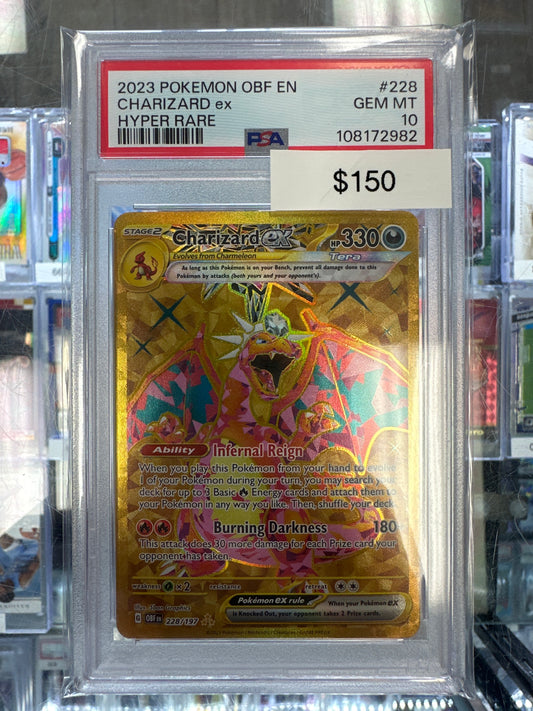 2023 POKEMON OBF EN #228
CHARIZARD ex GEM MT
HYPER RARE PSA 10
108172982
$150
STAGE2 Charizard ex HP 330
Evolves from Charmeleon Tera
As long as this Pokémon is on your Bench, prevent all damage done to this
Pokémon by attacks (both yours and your opponent's).
Ability Infernal Reign
When you play this Pokémon from your hand to evolve
1 of your Pokémon during your turn, you may search your
deck for up to 3 Basic Energy cards and attach them to
your Pokémon in any way you like. Then, shuffle your deck.
Burning Darkness 180
This attack does 30 more damage for each Prize card your
opponent has taken.
weakness ×2 resistance retreat
Pokémon ex rule When your Pokémon ex
is Knocked Out, your opponent takes 2 Prize cards.
G OBF EN 228/197